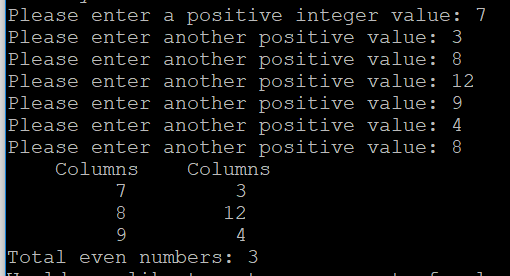 Please enter a positive integer value: 7
Please enter another positive value: 3
Please enter another positive value: 8
Please enter another positive value: 12
Please enter another positive value: 9
Please enter another positive value: 4
Please enter another positive value: 8
Columns Columns
7 3
8 12
9 4
Total even numbers: 3